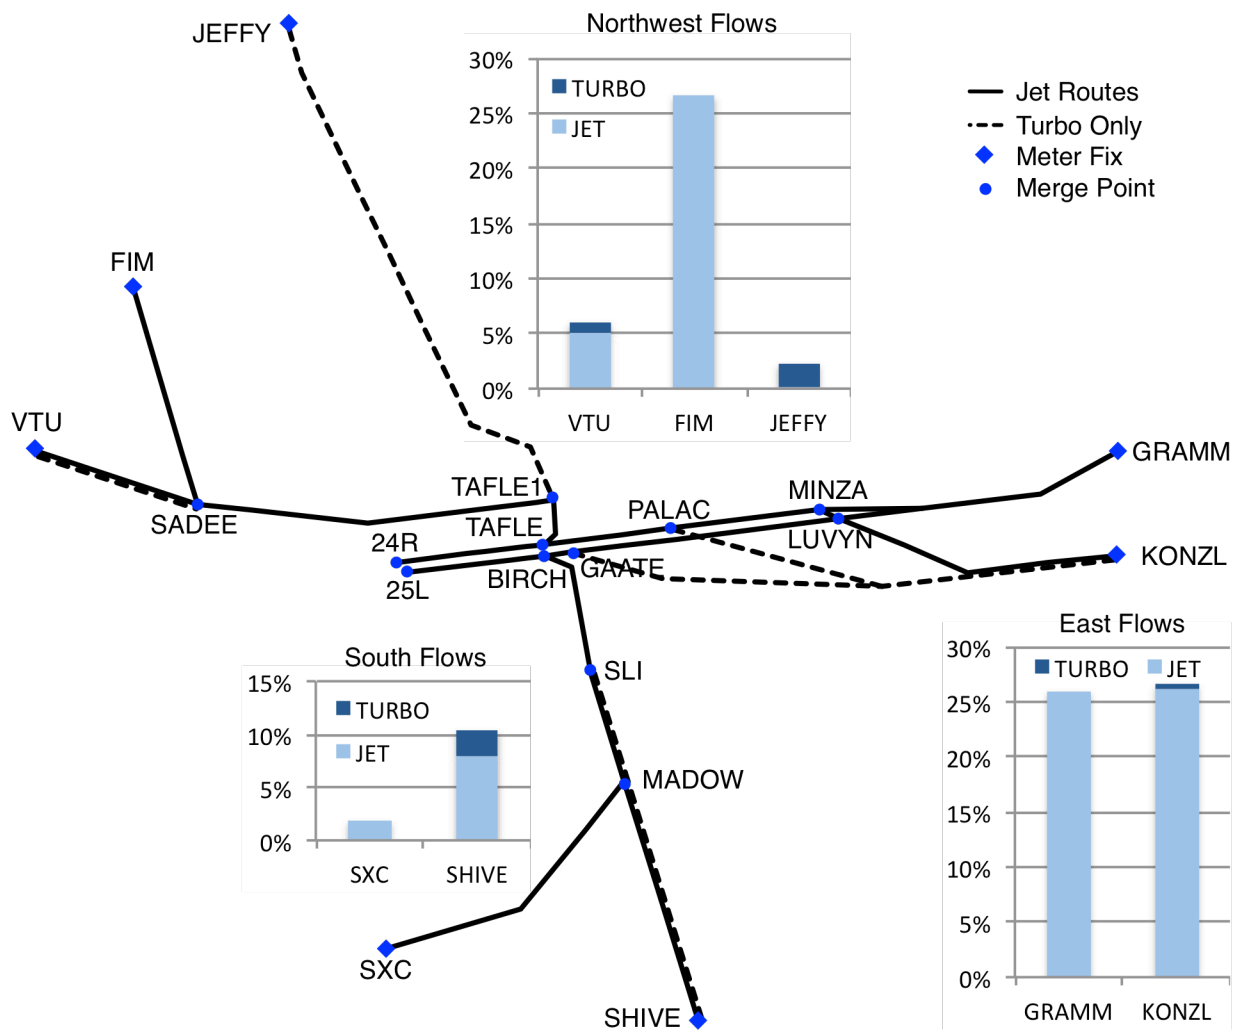 Northwest Flows
JEFFY
30%
25%
20%
15%
10%
5%
0%
TURBO
JET
VTU FIM JEFFY
Jet Routes
Turbo Only
Meter Fix
Merge Point
FIM
VTU
SADEE
TAFLE1
TAFLE
24R
25L
BIRCH
GAATE
PALAC
MINZA
LUVYN
GRAMM
KONZL
SLI
MADOW
SXC
SHIVE
South Flows
15%
10%
5%
0%
TURBO
JET
SXC SHIVE
East Flows
30%
25%
20%
15%
10%
5%
0%
TURBO JET
GRAMM KONZL